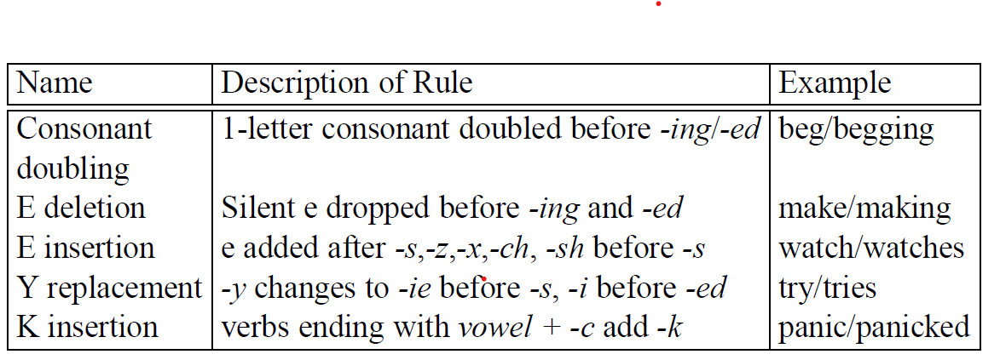 Name Description of Rule Example
Consonant 1-letter consonant doubled before -ing/-ed beg/begging
doubling
E deletion Silent e dropped before -ing and -ed make/making
E insertion e added after -s,-z,-x,-ch, -sh before -s watch/watches
Y replacement -y changes to -ie before -s, -i before -ed try/tries
K insertion verbs ending with vowel + -c add -k panic/panicked